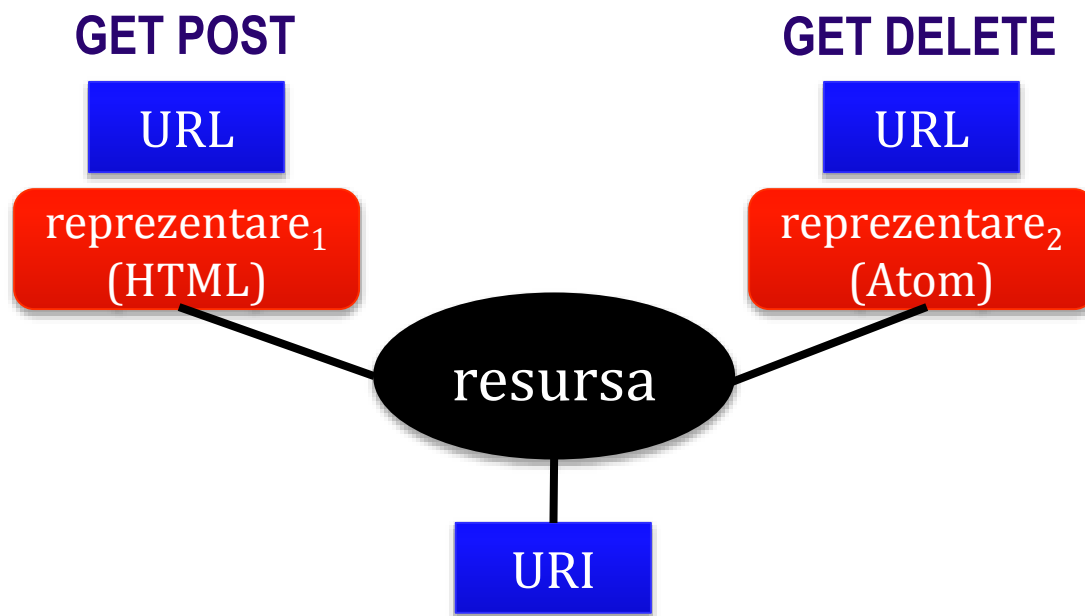 GET POST
URL
reprezentare₁
(HTML)
GET DELETE
URL
reprezentare₂
(Atom)
resursa
URI